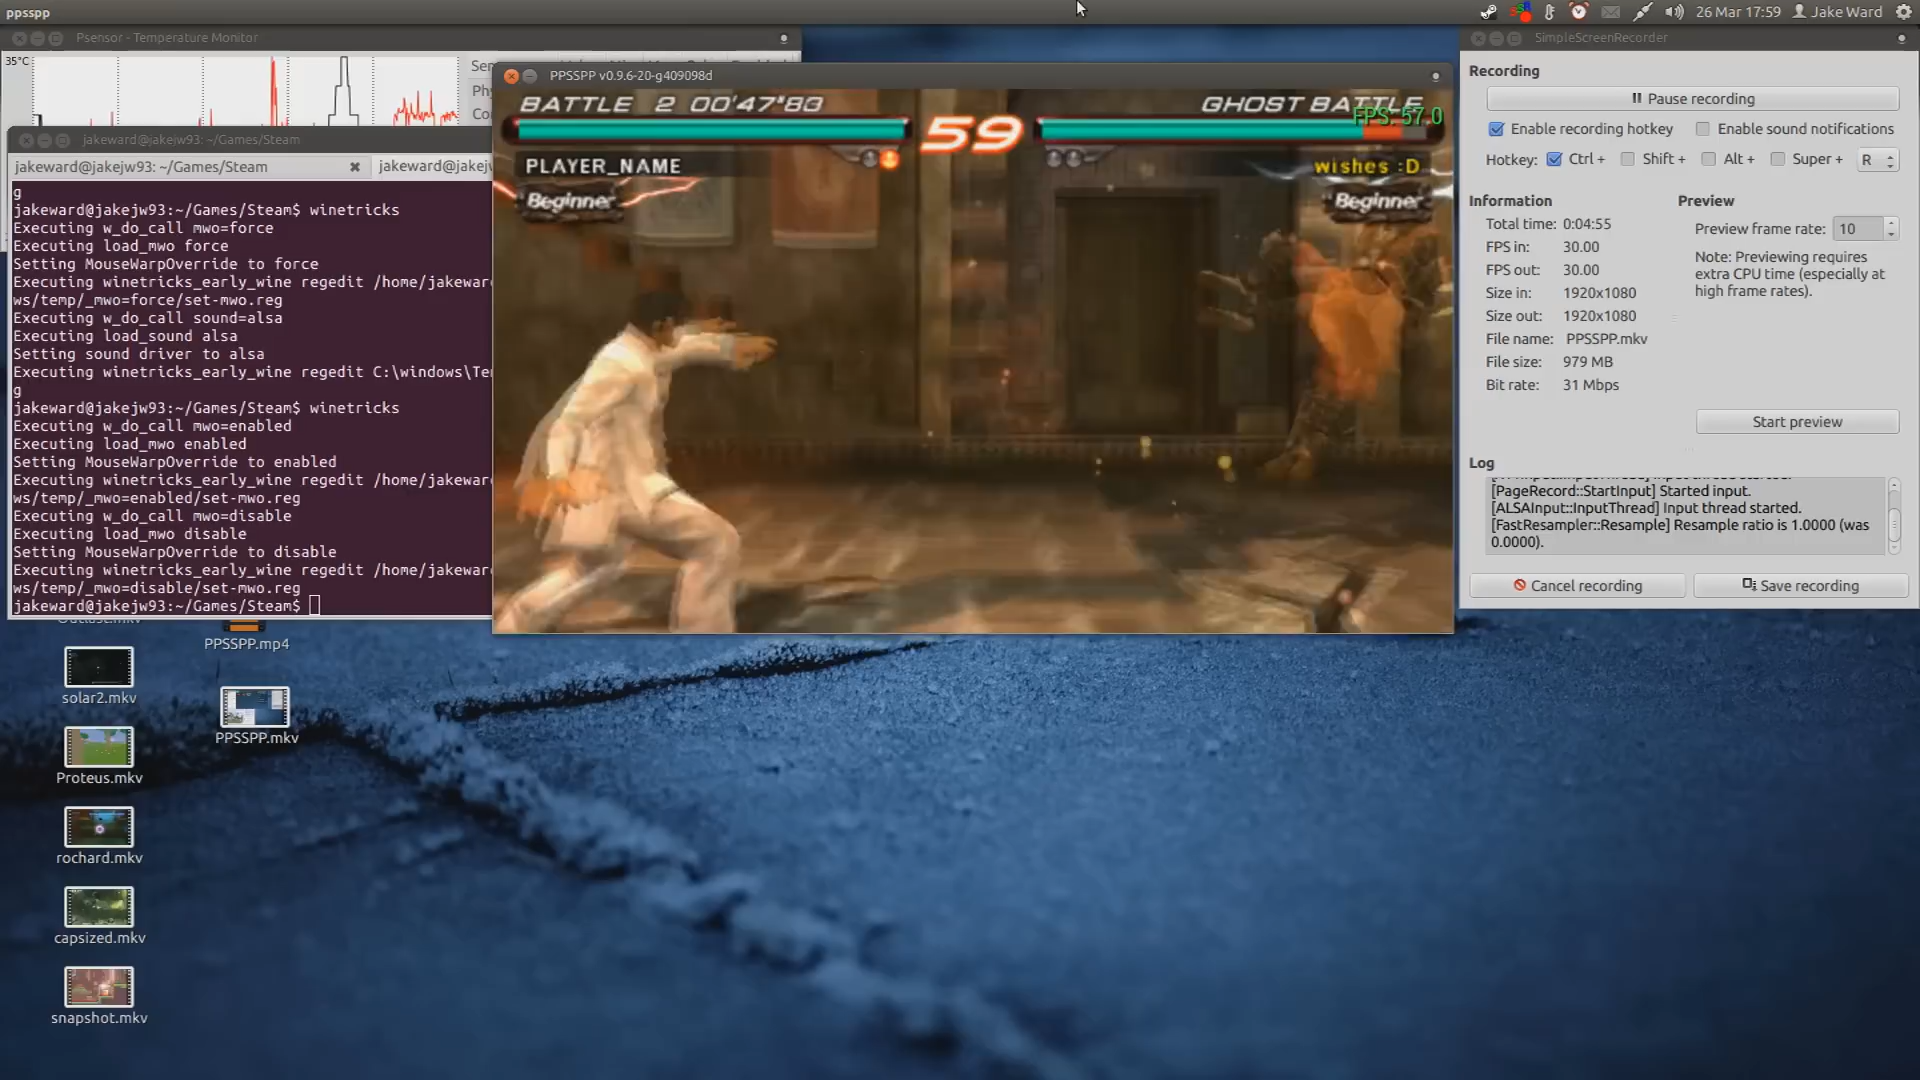 ppsspp
26 Mar 17:59
Jake Ward
Psensor - Temperature Monitor
35°C
jakeward@jakejw93: ~/Games/Steam
jakeward@jakejw93: ~/Games/Steam
g
jakeward@jakejw93:~/Games/Steam$ winetricks
Executing w_do_call mwo=force
Executing load_mwo force
Setting MouseWarpOverride to force
Executing winetricks_early_wine regedit /home/jakewar
ws/temp/_mwo=force/set-mwo.reg
Executing w_do_call sound=alsa
Executing load_sound alsa
Setting sound driver to alsa
Executing winetricks_early_wine regedit C:\windows\Te
g
jakeward@jakejw93:~/Games/Steam$ winetricks
Executing w_do_call mwo=enabled
Executing load_mwo enabled
Setting MouseWarpOverride to enabled
Executing winetricks_early_wine regedit /home/jakewar
ws/temp/_mwo=enabled/set-mwo.reg
Executing w_do_call mwo=disable
Executing load_mwo disable
Setting MouseWarpOverride to disable
Executing winetricks_early_wine regedit /home/jakewar
ws/temp/_mwo=disable/set-mwo.reg
jakeward@jakejw93:~/Games/Steam$
PPSSPP v0.9.6-20-g409098d
BATTLE 2 00'47"83
GHOST BATTLE
FPS: 57.0
59
PLAYER_NAME
wishes :D
Beginner
Beginner
SimpleScreenRecorder
Recording
Pause recording
Enable recording hotkey
Enable sound notifications
Hotkey: Ctrl + Shift + Alt + Super + R
Information
Total time: 0:04:55
FPS in: 30.00
FPS out: 30.00
Size in: 1920x1080
Size out: 1920x1080
File name: PPSSPP.mkv
File size: 979 MB
Bit rate: 31 Mbps
Preview
Preview frame rate: 10
Note: Previewing requires
extra CPU time (especially at
high frame rates).
Start preview
Log
[PageRecord::StartInput] Started input.
[ALSAInput::InputThread] Input thread started.
[FastResampler::Resample] Resample ratio is 1.0000 (was
0.0000).
Cancel recording
Save recording
PPSSPP.mp4
solar2.mkv
PPSSPP.mkv
Proteus.mkv
rochard.mkv
capsized.mkv
snapshot.mkv